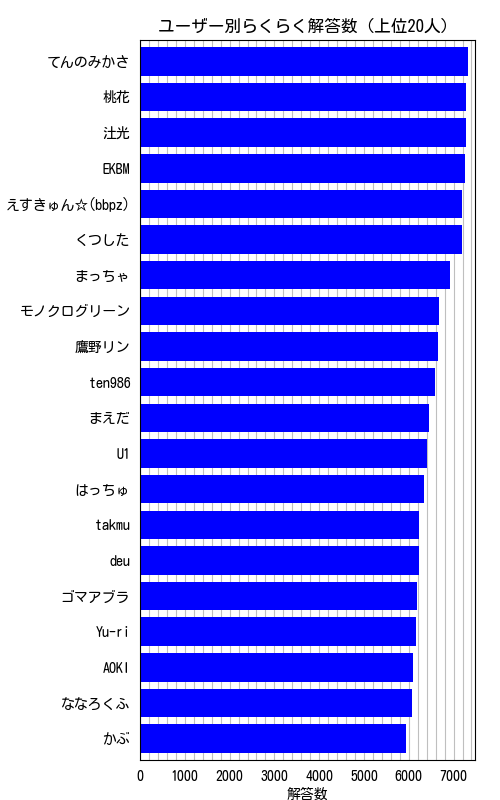 ユーザー別らくらく解答数（上位20人）
てんのみかさ
桃花
辻光
EKBM
えすきゅん☆(bbpz)
くつした
まっちゃ
モノクログリーン
鷹野リン
ten986
まえだ
U1
はっちゅ
takmu
deu
ゴマアブラ
Yu-ri
AOKI
ななろくふ
かぶ
0 1000 2000 3000 4000 5000 6000 7000
解答数